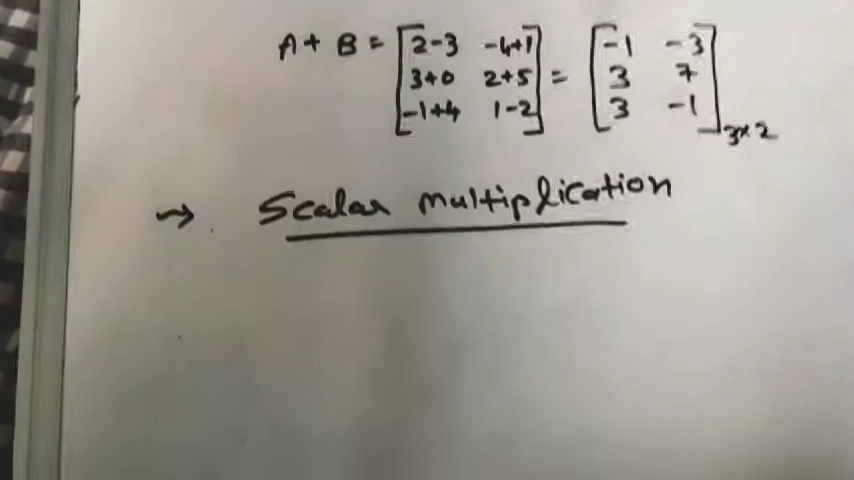 A + B = [2-3 -4+1] = [-1 -3]
[3+0 2+5] [3 7]
[-1+4 1-2] [3 -1] 3×2
→ Scalar multiplication